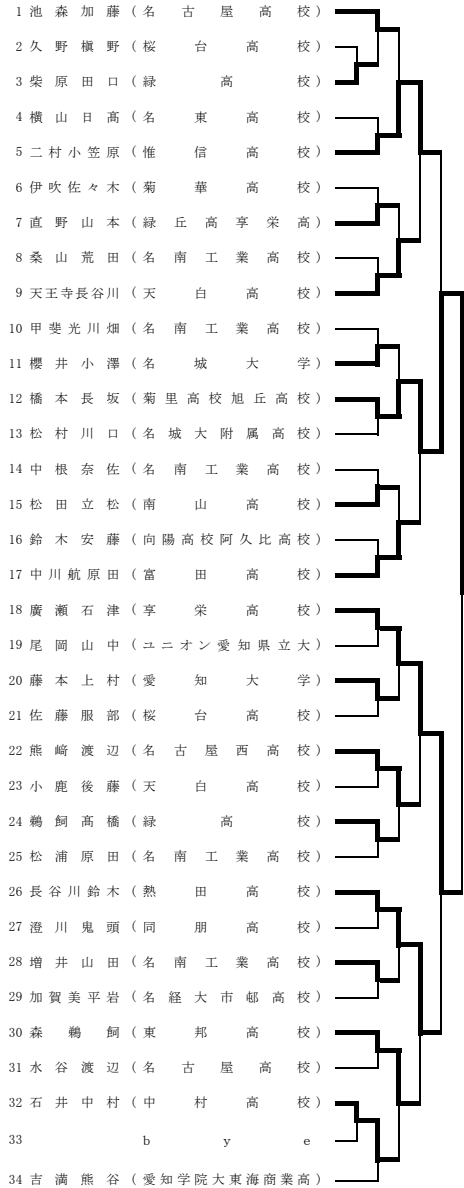 1 池森加藤（名古屋高校）
2 久野槇野（桜台高校）
3 柴原田口（緑高校）
4 横山日髙（名東高校）
5 二村小笠原（惟信高校）
6 伊吹佐々木（菊華高校）
7 直野山本（緑丘高享栄高）
8 桑山荒田（名南工業高校）
9 天王寺長谷川（天白高校）
10 甲斐光川畑（名南工業高校）
11 櫻井小澤（名城大学）
12 橋本長坂（菊里高校旭丘高校）
13 松村川口（名城大附属高校）
14 中根奈佐（名南工業高校）
15 松田立松（南山高校）
16 鈴木安藤（向陽高校阿久比高校）
17 中川航原田（富田高校）
18 廣瀬石津（享栄高校）
19 尾岡山中（ユニオン愛知県立大）
20 藤本上村（愛知大学）
21 佐藤服部（桜台高校）
22 熊﨑渡辺（名古屋西高校）
23 小鹿後藤（天白高校）
24 鵜飼髙橋（緑高校）
25 松浦原田（名南工業高校）
26 長谷川鈴木（熱田高校）
27 澄川鬼頭（同朋高校）
28 増井山田（名南工業高校）
29 加賀美平岩（名経大市邨高校）
30 森鵜飼（東邦高校）
31 水谷渡辺（名古屋高校）
32 石井中村（中村高校）
33 bye
34 吉満熊谷（愛知学院大東海商業高）